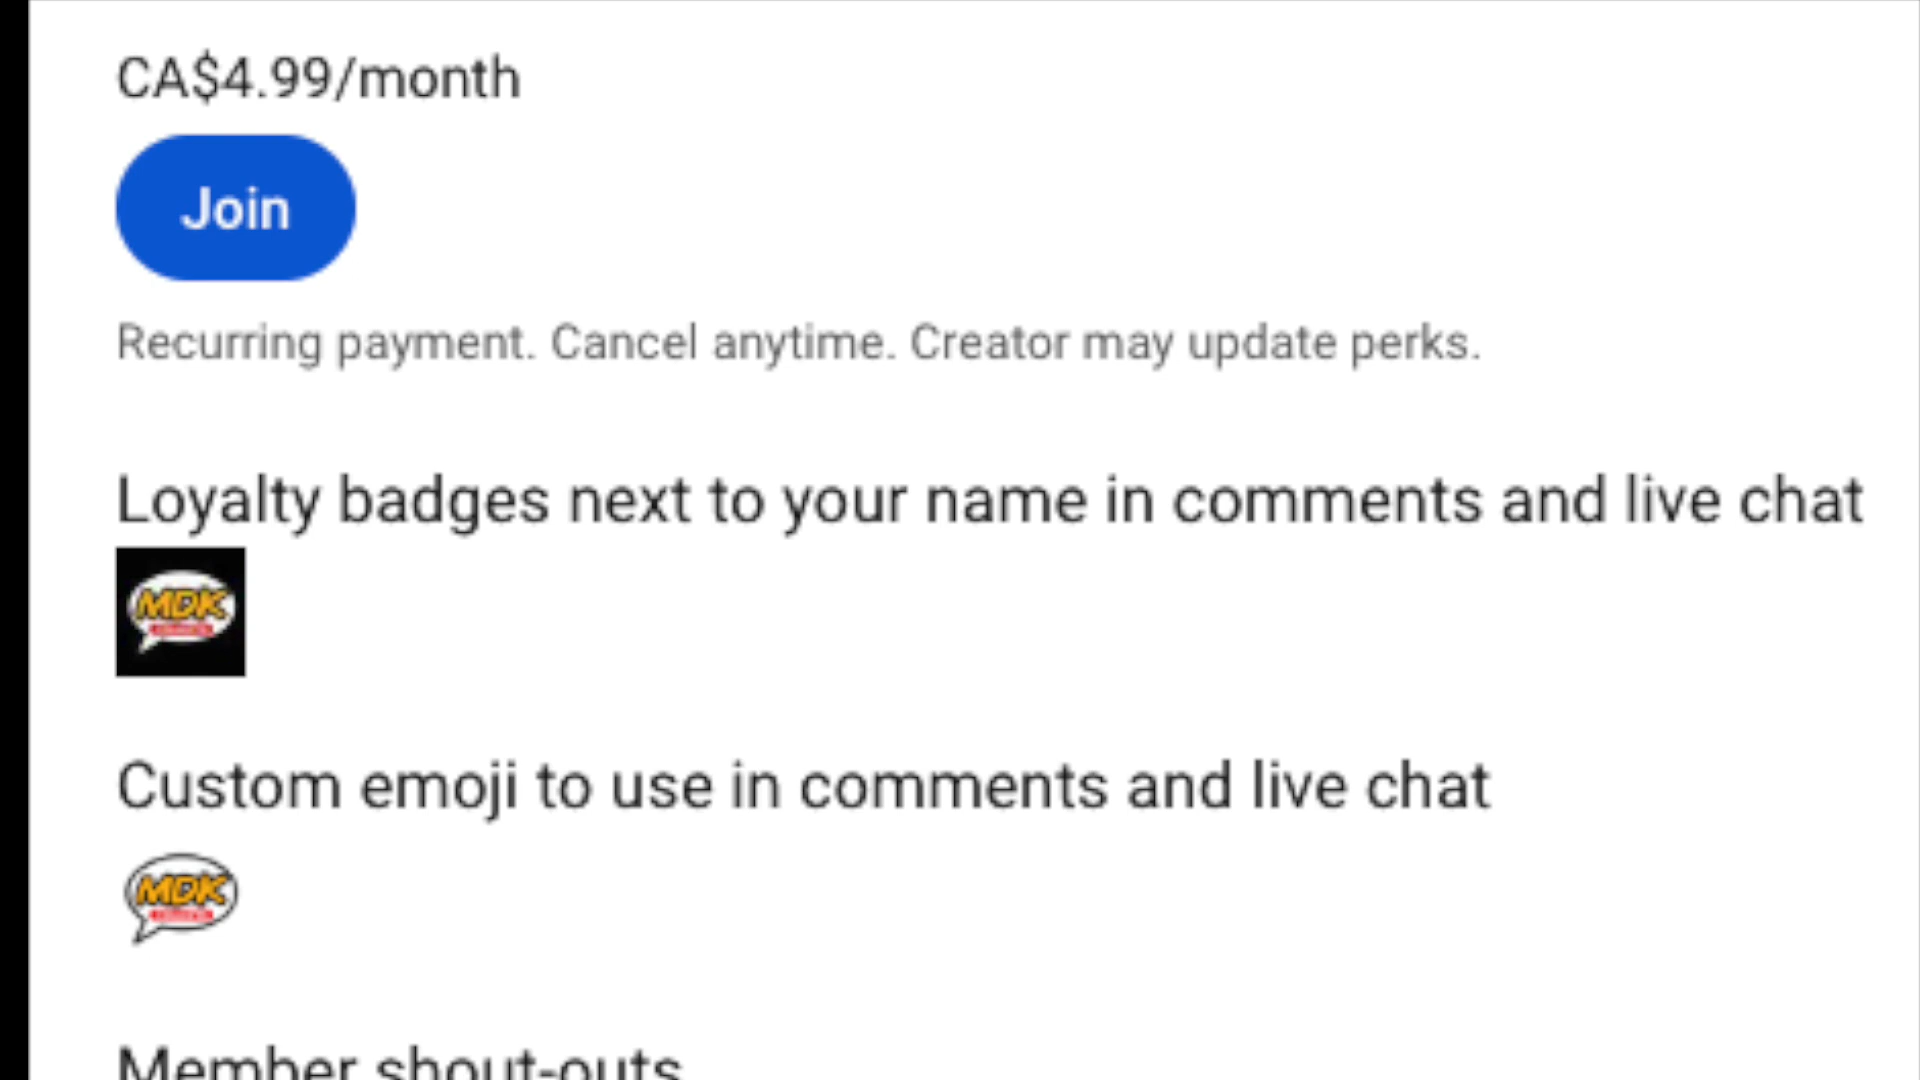 CA$4.99/month
Join
Recurring payment. Cancel anytime. Creator may update perks.
Loyalty badges next to your name in comments and live chat
MDK
Custom emoji to use in comments and live chat
MDK
Member shout-outs